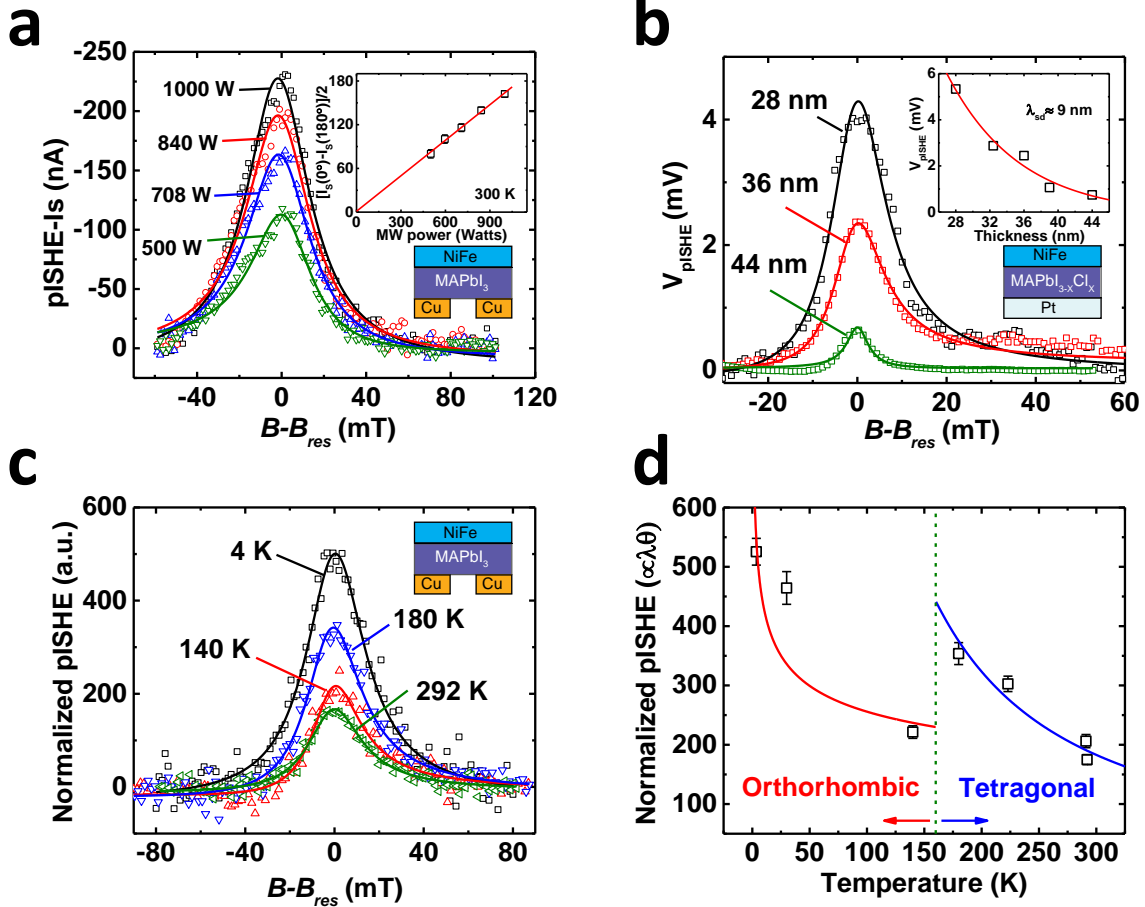 a
pISHE-Is (nA)
-250
-200
-150
-100
-50
0
1000 W
840 W
708 W
500 W
-40 0 40 80 120
B-Bres (mT)
[Is(0º)-Is(180º)]/2
180
120
60
0
300 K
0 300 600 900
MW power (Watts)
NiFe
MAPbI3
Cu Cu
b
VpISHE (mV)
4
2
0
28 nm
36 nm
44 nm
-20 0 20 40 60
B-Bres (mT)
VpISHE (mV)
6
4
2
0
λsd≈ 9 nm
28 32 36 40 44
Thickness (nm)
NiFe
MAPbI3-XClX
Pt
c
Normalized pISHE (a.u.)
600
400
200
0
4 K
180 K
140 K
292 K
-80 -40 0 40 80
B-Bres (mT)
NiFe
MAPbI3
Cu Cu
d
Normalized pISHE (∝λθ)
600
500
400
300
200
100
Orthorhombic
Tetragonal
0 50 100 150 200 250 300
Temperature (K)